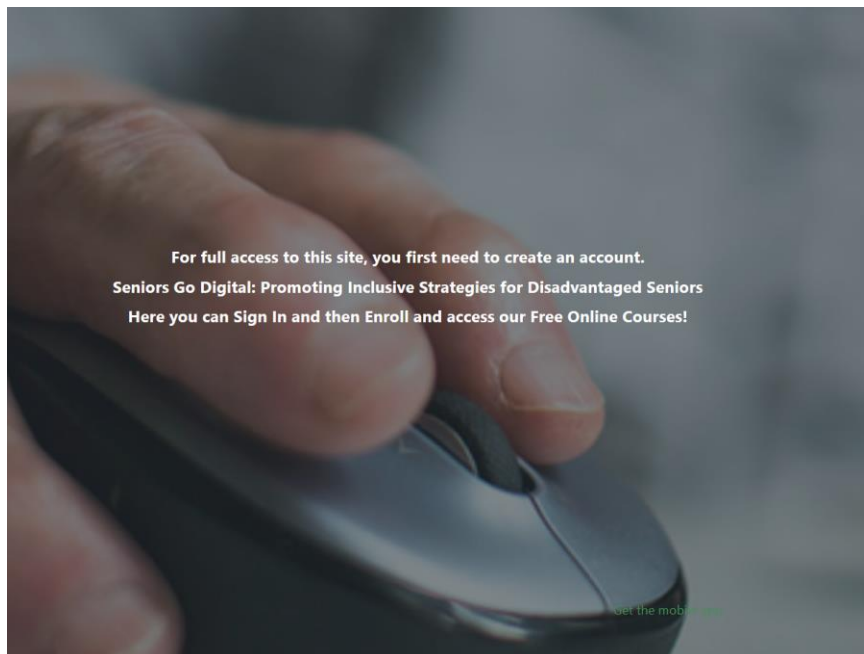 For full access to this site, you first need to create an account.
Seniors Go Digital: Promoting Inclusive Strategies for Disadvantaged Seniors
Here you can Sign In and then Enroll and access our Free Online Courses!
Get the mobile app